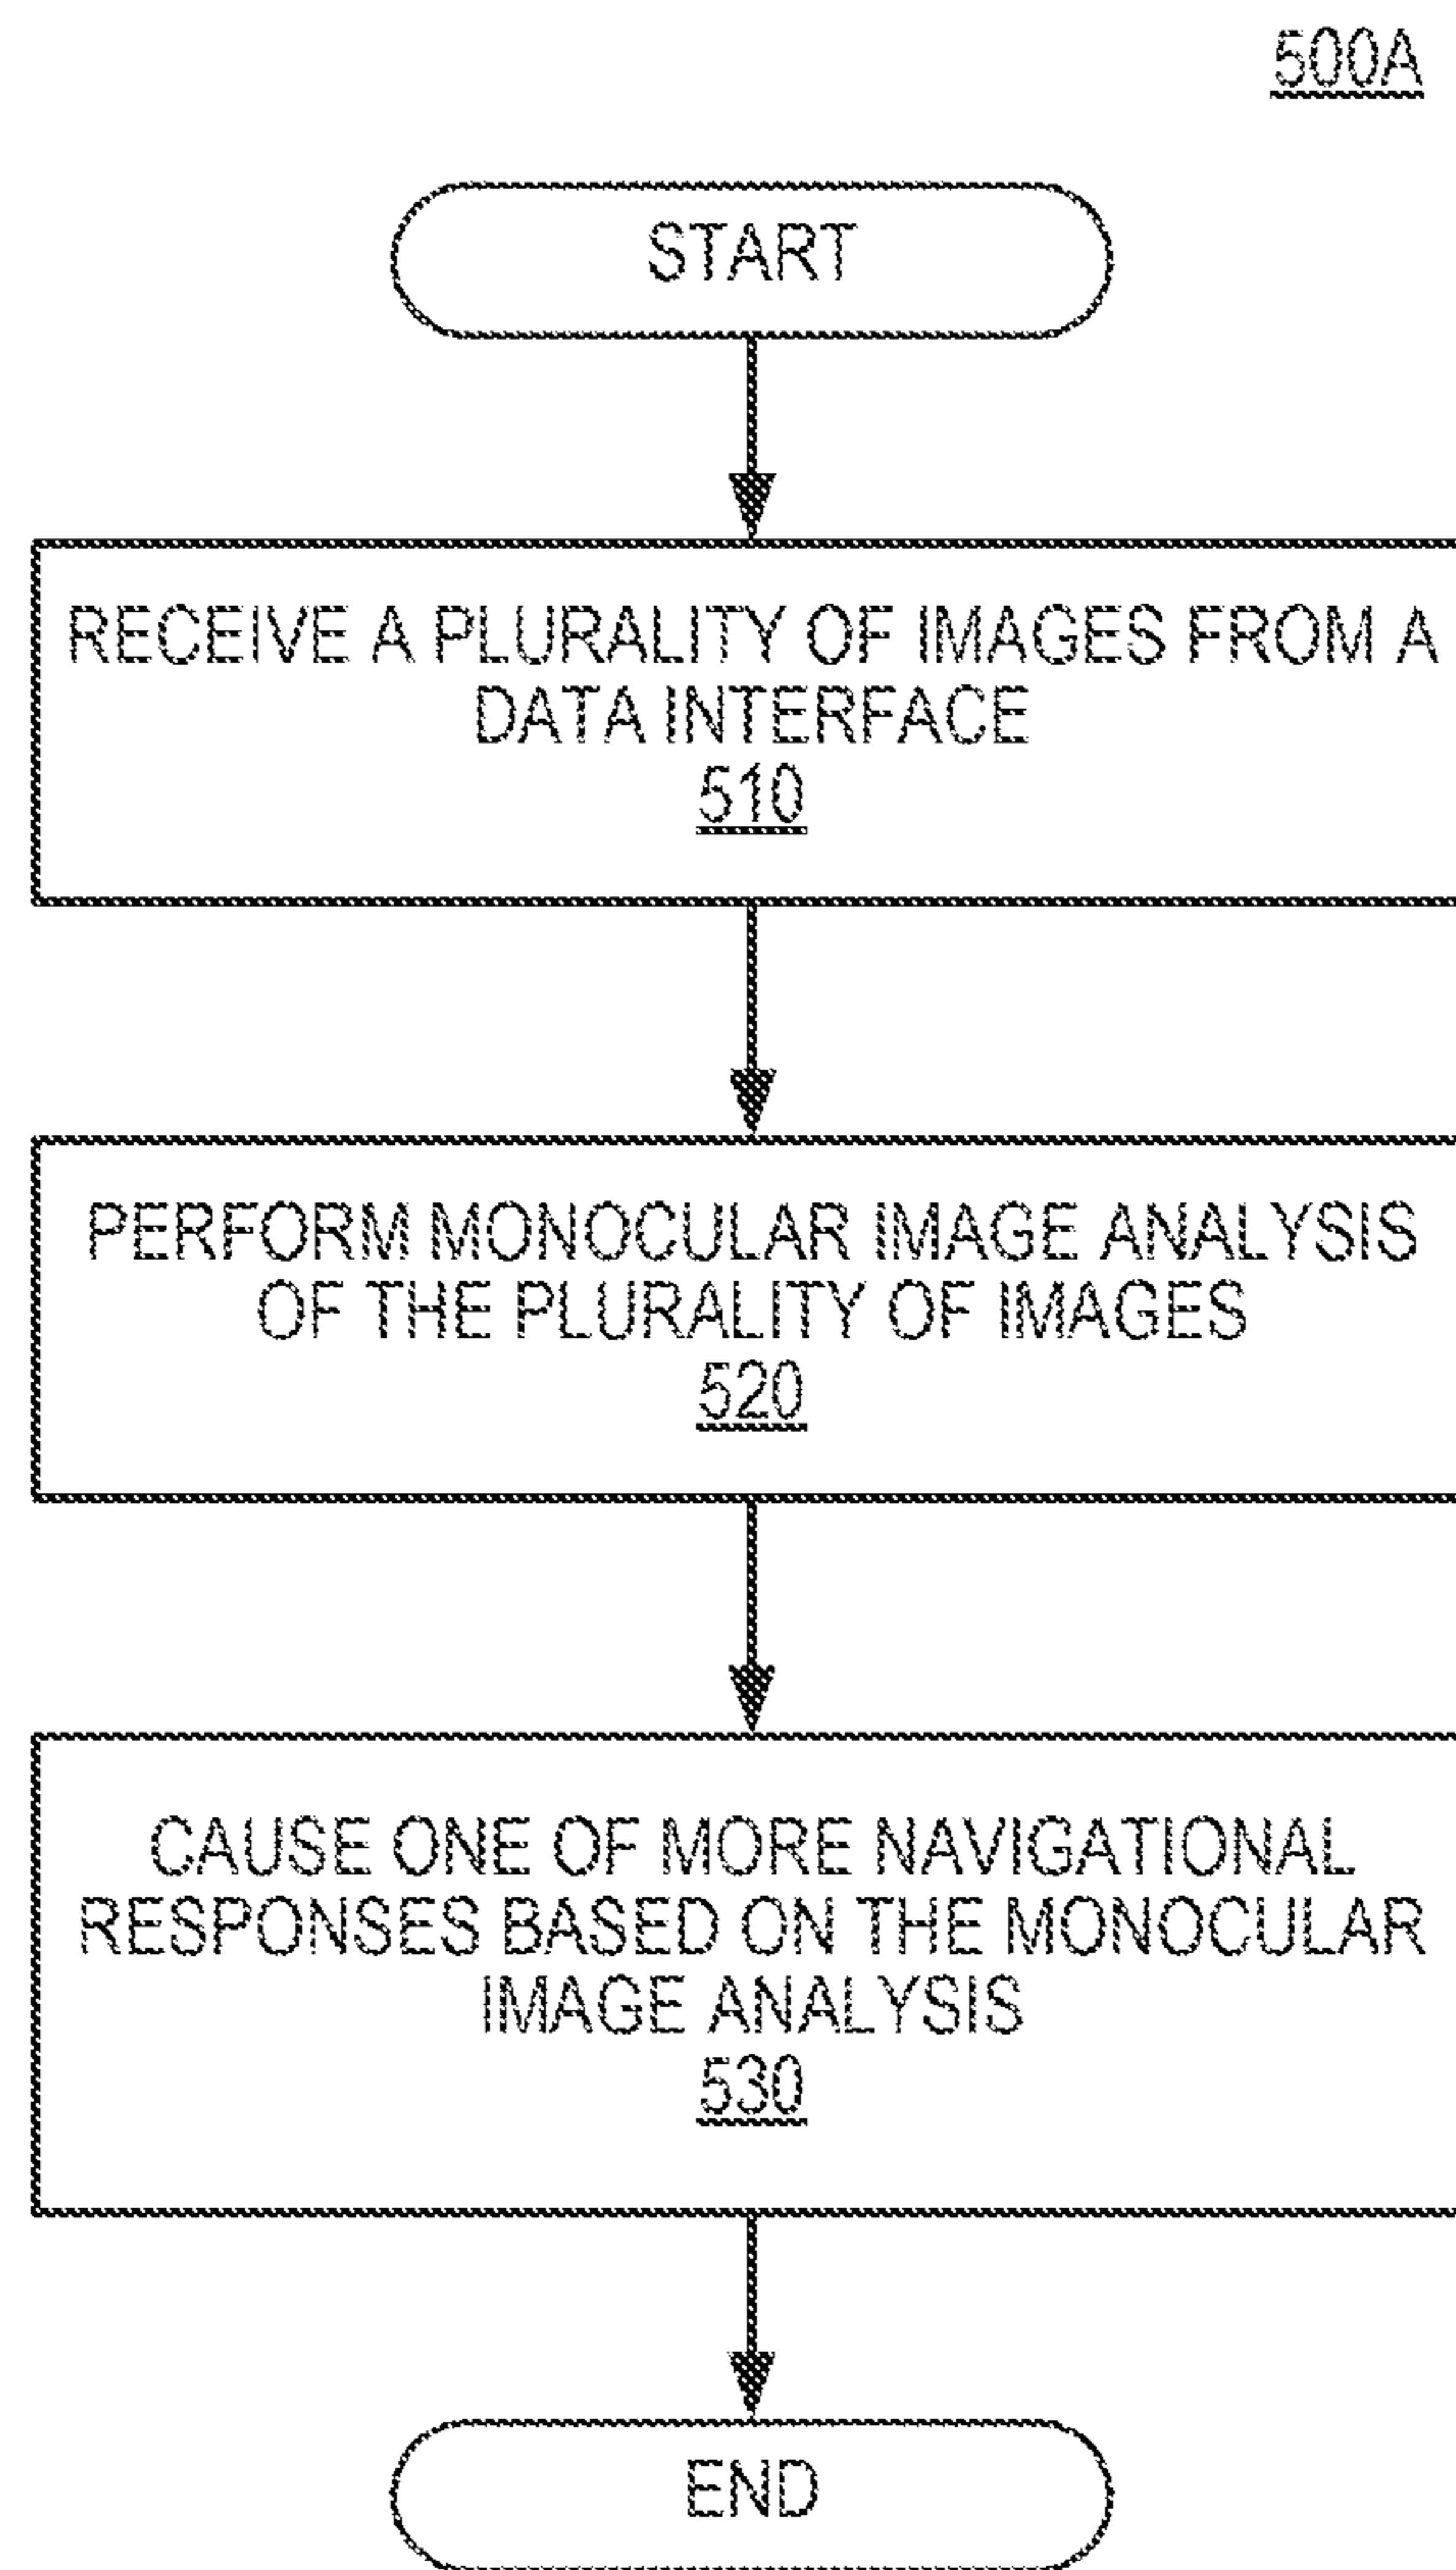 500A
START
RECEIVE A PLURALITY OF IMAGES FROM A
DATA INTERFACE
510
PERFORM MONOCULAR IMAGE ANALYSIS
OF THE PLURALITY OF IMAGES
520
CAUSE ONE OF MORE NAVIGATIONAL
RESPONSES BASED ON THE MONOCULAR
IMAGE ANALYSIS
530
END